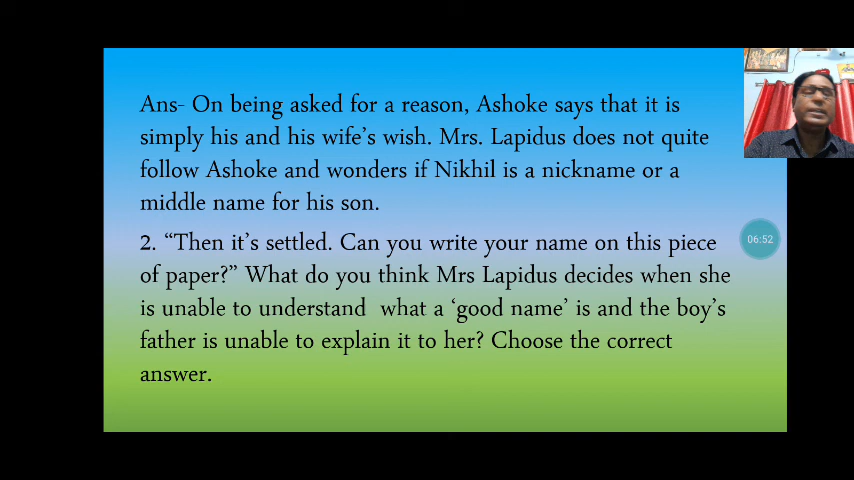 Ans- On being asked for a reason, Ashoke says that it is
simply his and his wife's wish. Mrs. Lapidus does not quite
follow Ashoke and wonders if Nikhil is a nickname or a
middle name for his son.
2. “Then it's settled. Can you write your name on this piece
of paper?” What do you think Mrs Lapidus decides when she
is unable to understand  what a ‘good name’ is and the boy's
father is unable to explain it to her? Choose the correct
answer.
06:52